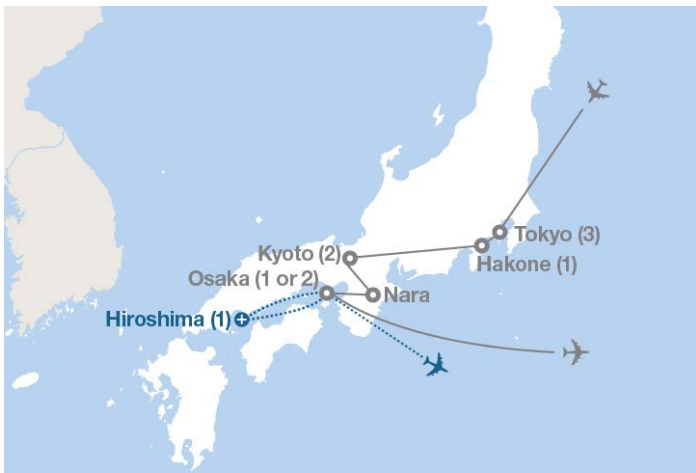 Tokyo (3)
Kyoto (2)
Hakone (1)
Osaka (1 or 2)
Nara
Hiroshima (1)